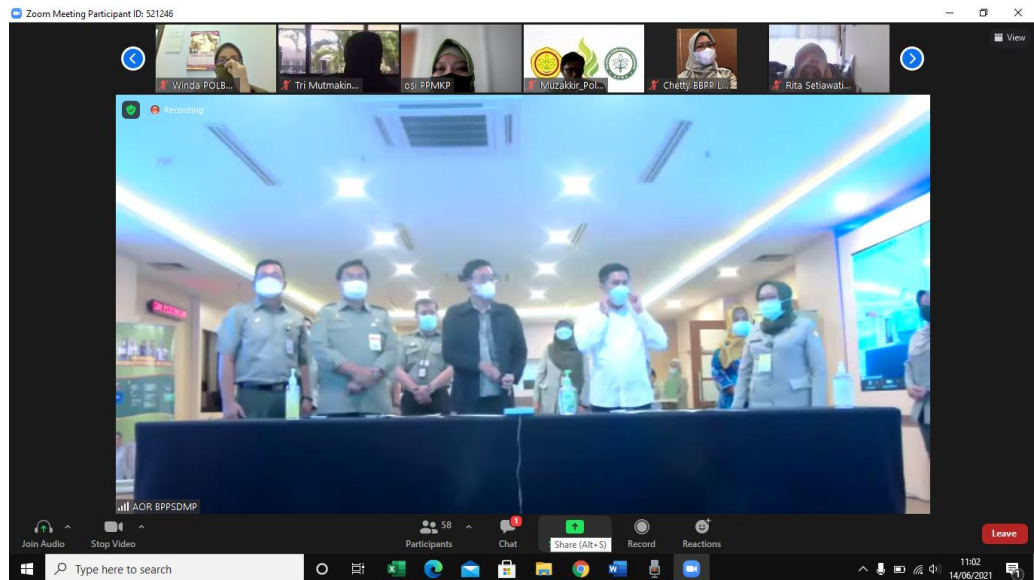 Zoom Meeting Participant ID: 521246
View
Winda POLB...
Tri Mutmakin...
osi PPMKP
Muzakkir_Pol...
Chetty BBPP L...
Rita Setiawati...
Recording
AOR BPPSDMP
Join Audio
Stop Video
58
Participants
1
Chat
Share (Alt+S)
Record
Reactions
Leave
Type here to search
11:02
14/06/2021